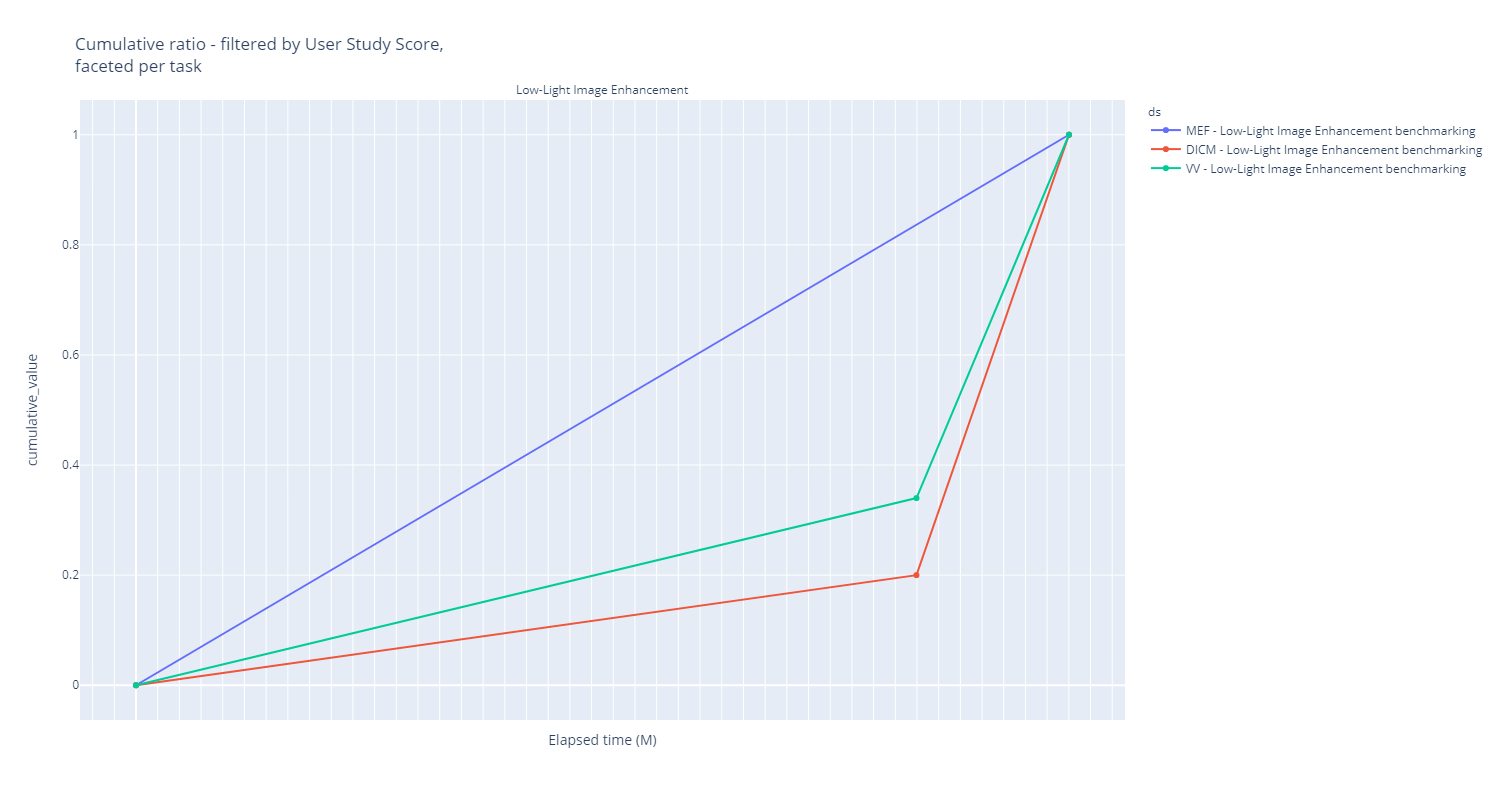 Cumulative ratio - filtered by User Study Score,
faceted per task
Low-Light Image Enhancement
ds
MEF - Low-Light Image Enhancement benchmarking
DICM - Low-Light Image Enhancement benchmarking
VV - Low-Light Image Enhancement benchmarking
cumulative_value
1
0.8
0.6
0.4
0.2
0
Elapsed time (M)